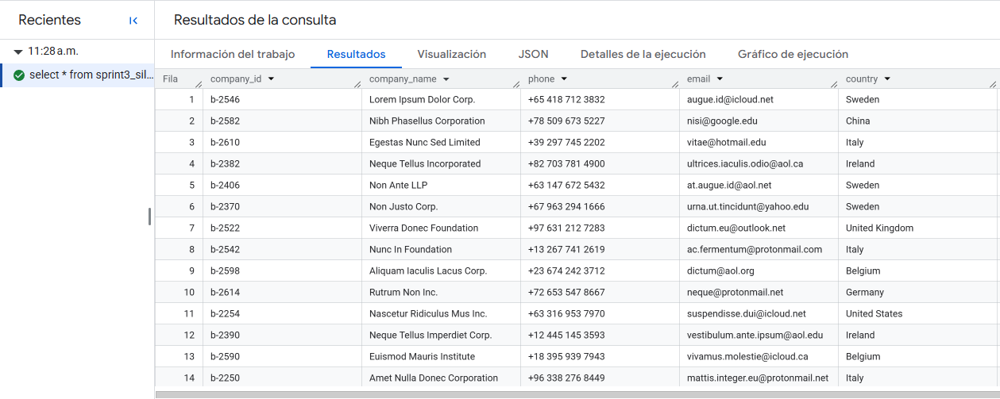 Recientes
Resultados de la consulta
11:28 a.m.
select * from sprint3_sil...
Información del trabajo Resultados Visualización JSON Detalles de la ejecución Gráfico de ejecución
Fila company_id company_name phone email country
1 b-2546 Lorem Ipsum Dolor Corp. +65 418 712 3832 augue.id@icloud.net Sweden
2 b-2582 Nibh Phasellus Corporation +78 509 673 5227 nisi@google.edu China
3 b-2610 Egestas Nunc Sed Limited +39 297 745 2202 vitae@hotmail.edu Italy
4 b-2382 Neque Tellus Incorporated +82 703 781 4900 ultrices.iaculis.odio@aol.ca Ireland
5 b-2406 Non Ante LLP +63 147 672 5432 at.augue.id@aol.net Sweden
6 b-2370 Non Justo Corp. +67 963 294 1666 urna.ut.tincidunt@yahoo.edu Sweden
7 b-2522 Viverra Donec Foundation +97 631 212 7283 dictum.eu@outlook.net United Kingdom
8 b-2542 Nunc In Foundation +13 267 741 2619 ac.fermentum@protonmail.com Italy
9 b-2598 Aliquam Iaculis Lacus Corp. +23 674 242 3712 dictum@aol.org Belgium
10 b-2614 Rutrum Non Inc. +72 653 547 8667 neque@protonmail.net Germany
11 b-2254 Nascetur Ridiculus Mus Inc. +63 316 953 7970 suspendisse.dui@icloud.net United States
12 b-2390 Neque Tellus Imperdiet Corp. +12 445 145 3593 vestibulum.ante.ipsum@aol.edu Ireland
13 b-2590 Euismod Mauris Institute +18 395 939 7943 vivamus.molestie@icloud.ca Belgium
14 b-2250 Amet Nulla Donec Corporation +96 338 276 8449 mattis.integer.eu@protonmail.net Italy